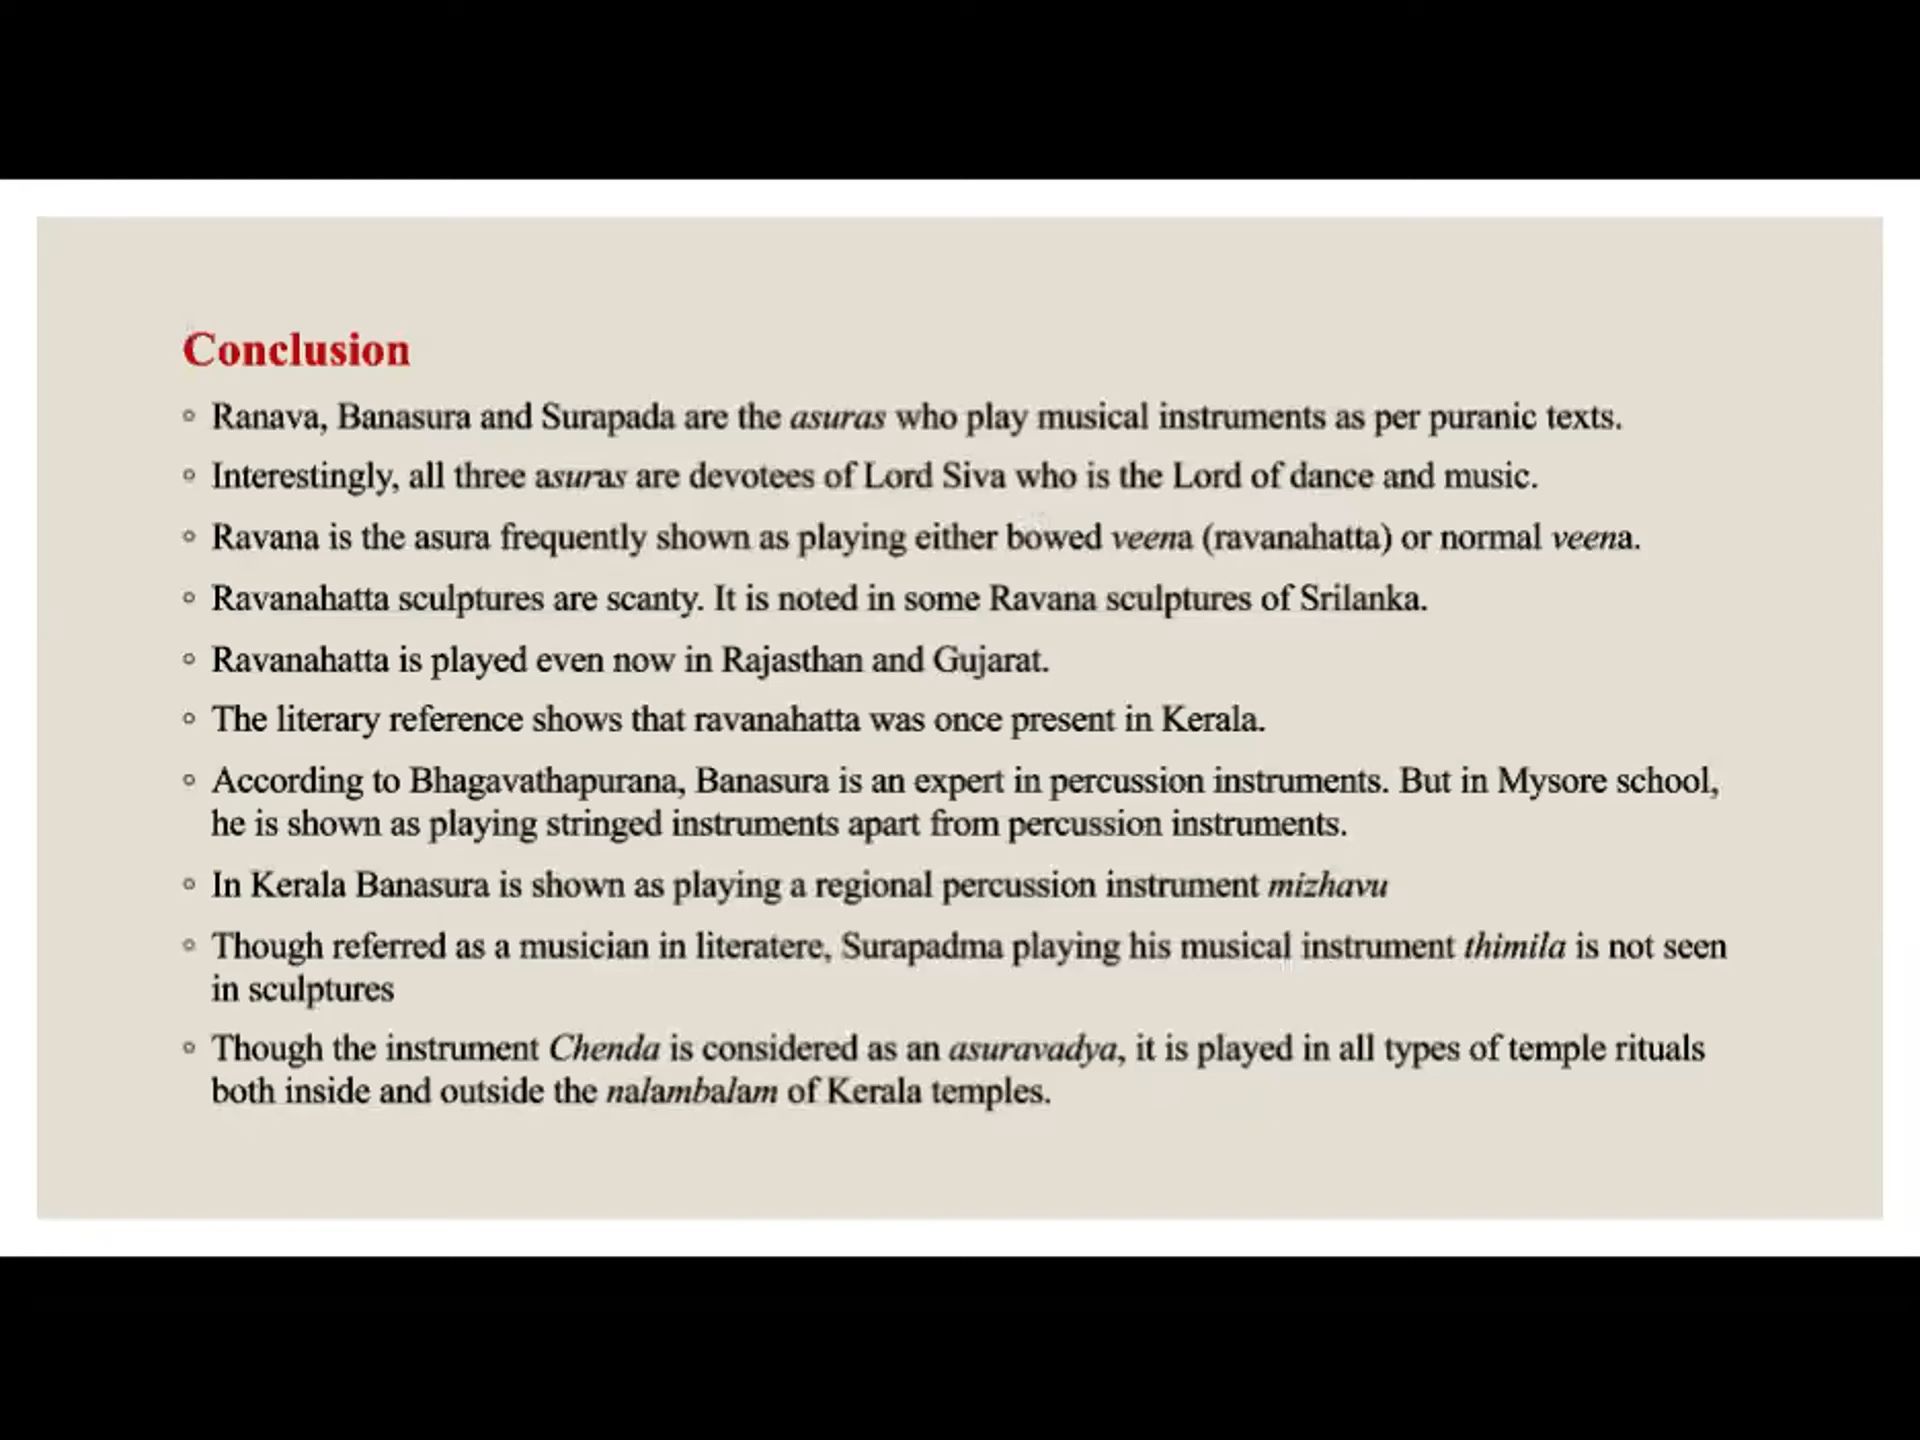 Conclusion
◦ Ranava, Banasura and Surapada are the asuras who play musical instruments as per puranic texts.
◦ Interestingly, all three asuras are devotees of Lord Siva who is the Lord of dance and music.
◦ Ravana is the asura frequently shown as playing either bowed veena (ravanahatta) or normal veena.
◦ Ravanahatta sculptures are scanty. It is noted in some Ravana sculptures of Srilanka.
◦ Ravanahatta is played even now in Rajasthan and Gujarat.
◦ The literary reference shows that ravanahatta was once present in Kerala.
◦ According to Bhagavathapurana, Banasura is an expert in percussion instruments. But in Mysore school,
he is shown as playing stringed instruments apart from percussion instruments.
◦ In Kerala Banasura is shown as playing a regional percussion instrument mizhavu
◦ Though referred as a musician in literatere, Surapadma playing his musical instrument thimila is not seen
in sculptures
◦ Though the instrument Chenda is considered as an asuravadya, it is played in all types of temple rituals
both inside and outside the nalambalam of Kerala temples.